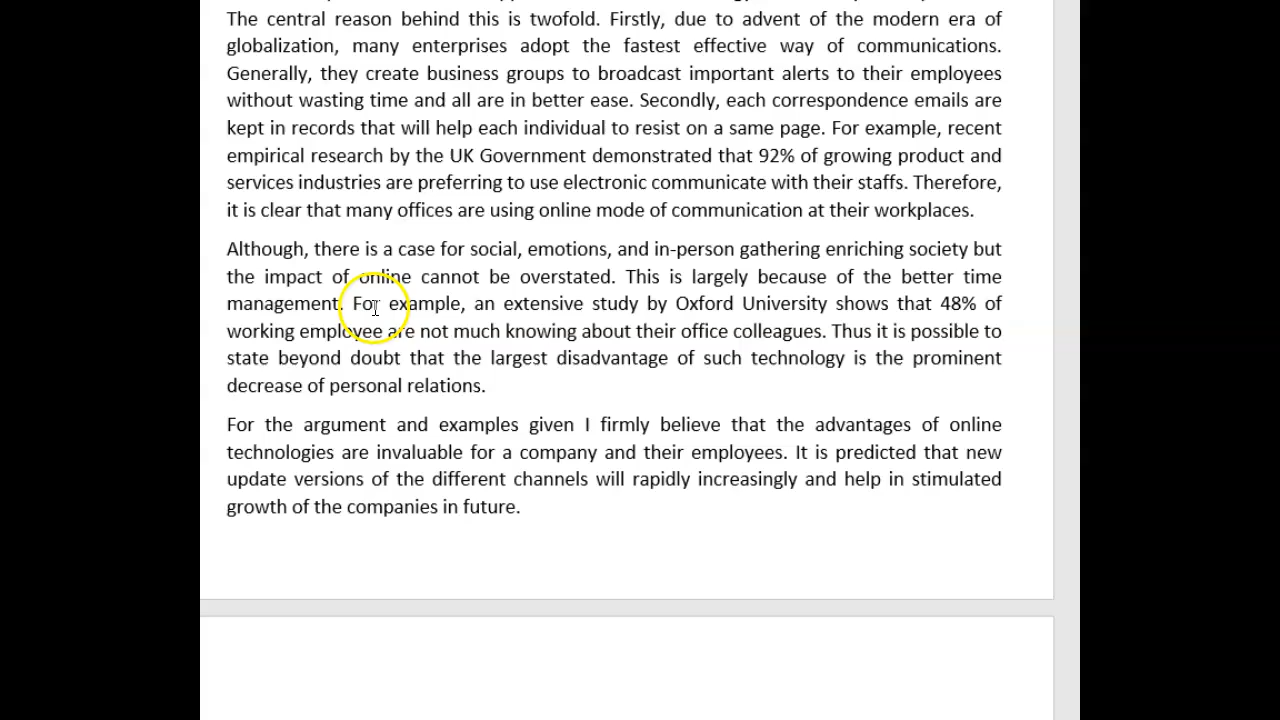 The central reason behind this is twofold. Firstly, due to advent of the modern era of
globalization, many enterprises adopt the fastest effective way of communications.
Generally, they create business groups to broadcast important alerts to their employees
without wasting time and all are in better ease. Secondly, each correspondence emails are
kept in records that will help each individual to resist on a same page. For example, recent
empirical research by the UK Government demonstrated that 92% of growing product and
services industries are preferring to use electronic communicate with their staffs. Therefore,
it is clear that many offices are using online mode of communication at their workplaces.
Although, there is a case for social, emotions, and in-person gathering enriching society but
the impact of online cannot be overstated. This is largely because of the better time
management. For example, an extensive study by Oxford University shows that 48% of
working employee are not much knowing about their office colleagues. Thus it is possible to
state beyond doubt that the largest disadvantage of such technology is the prominent
decrease of personal relations.
For the argument and examples given I firmly believe that the advantages of online
technologies are invaluable for a company and their employees. It is predicted that new
update versions of the different channels will rapidly increasingly and help in stimulated
growth of the companies in future.